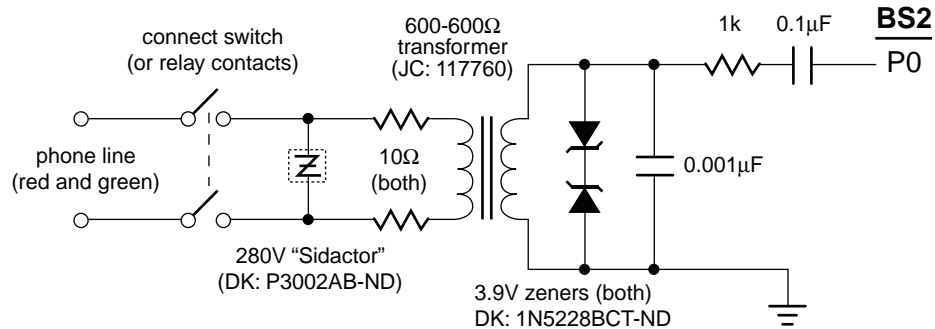 600-600Ω
transformer
(JC: 117760)
connect switch
(or relay contacts)
1k
0.1µF
BS2
P0
phone line
(red and green)
10Ω
(both)
0.001µF
280V “Sidactor”
(DK: P3002AB-ND)
3.9V zeners (both)
DK: 1N5228BCT-ND